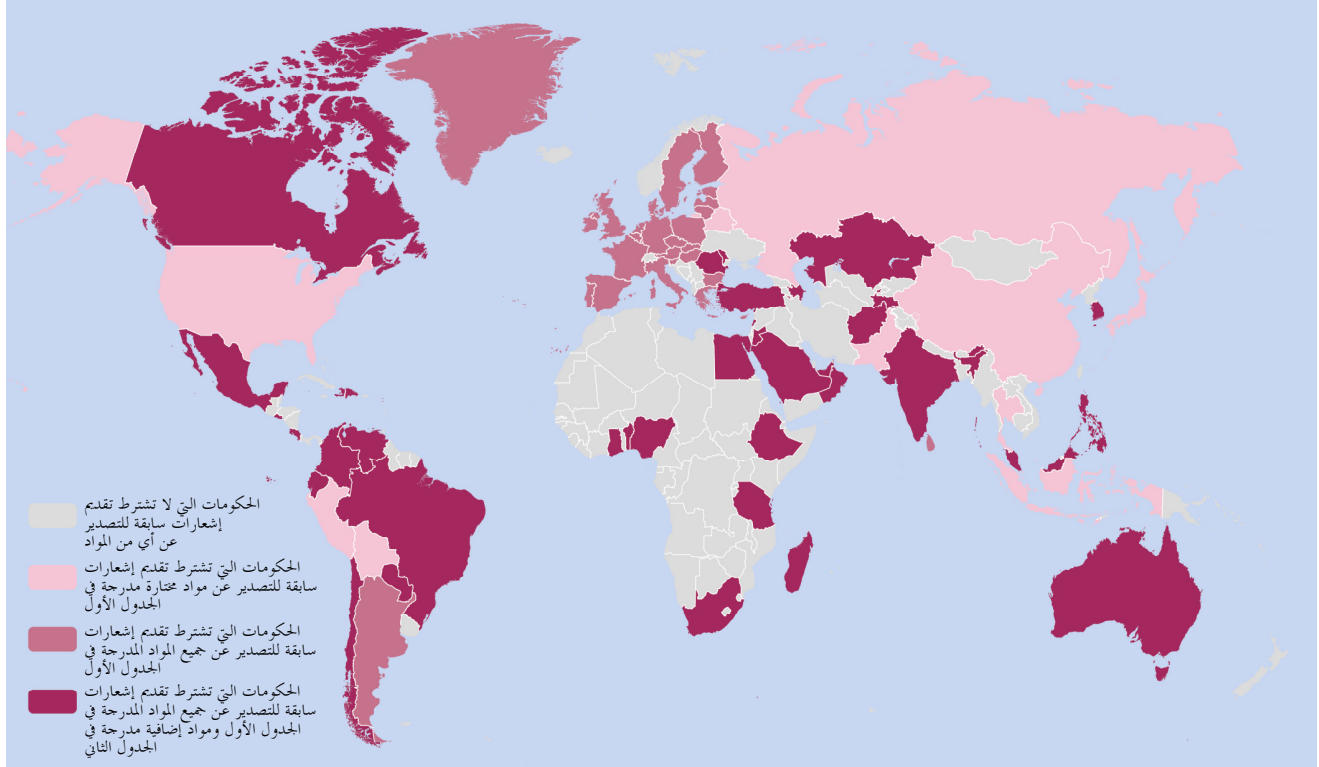 الحكومات التي لا تشترط تقديم
إشعارات سابقة للتصدير
عن أي من المواد
الحكومات التي تشترط تقديم إشعارات
سابقة للتصدير عن مواد مختارة مدرجة في
الجدول الأول
الحكومات التي تشترط تقديم إشعارات
سابقة للتصدير عن جميع المواد المدرجة في
الجدول الأول
الحكومات التي تشترط تقديم إشعارات
سابقة للتصدير عن جميع المواد المدرجة في
الجدول الأول ومواد إضافية مدرجة في
الجدول الثاني